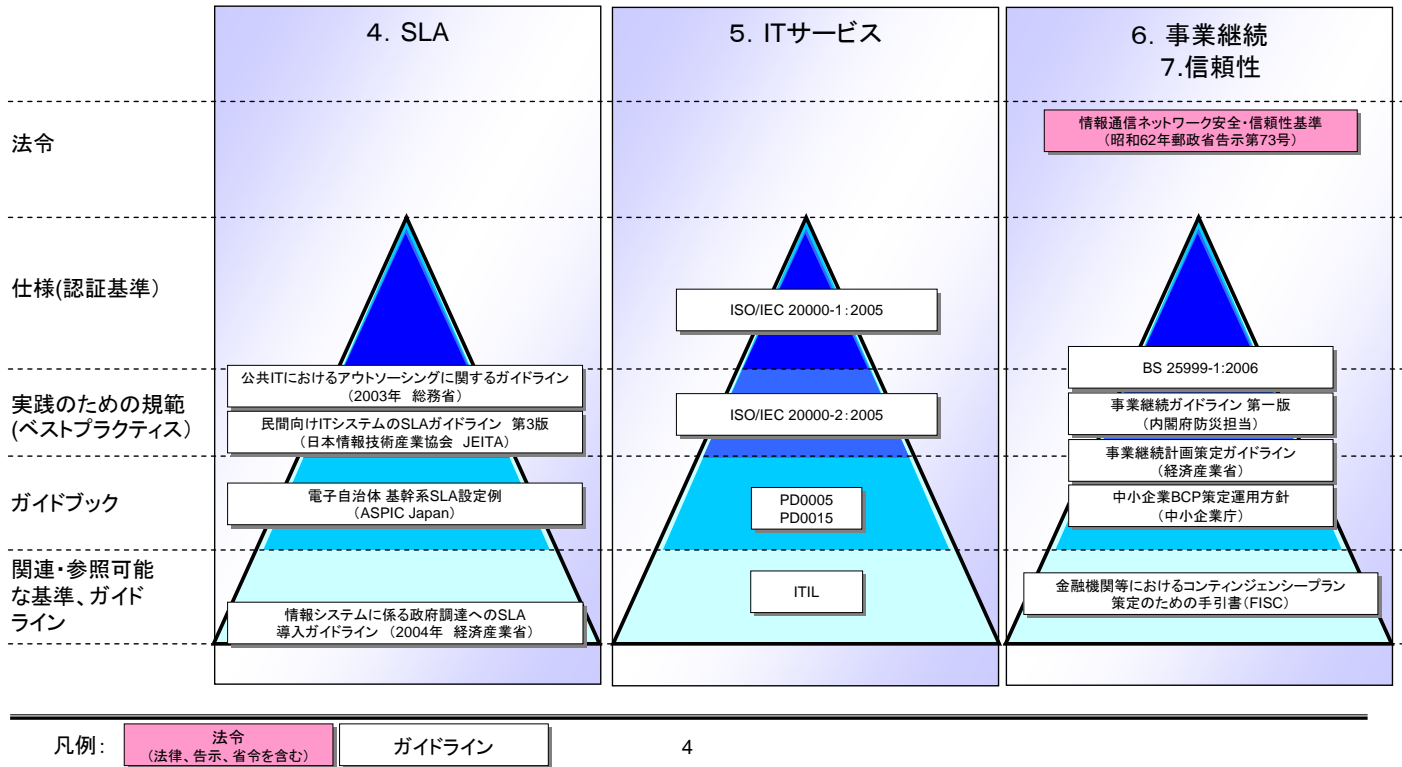 4．SLA
5．ITサービス
6．事業継続
7.信頼性
法令
情報通信ネットワーク安全・信頼性基準
（昭和62年郵政省告示第73号）
仕様(認証基準）
ISO/IEC 20000-1：2005
実践のための規範
(ベストプラクティス）
公共ITにおけるアウトソーシングに関するガイドライン
（2003年　総務省）
民間向けITシステムのSLAガイドライン　第3版
（日本情報技術産業協会　JEITA）
ISO/IEC 20000-2：2005
BS 25999-1:2006
事業継続ガイドライン 第一版
（内閣府防災担当）
事業継続計画策定ガイドライン
（経済産業省）
ガイドブック
電子自治体 基幹系SLA設定例
（ASPIC Japan）
PD0005
PD0015
中小企業BCP策定運用方針
（中小企業庁）
関連・参照可能
な基準、ガイド
ライン
情報システムに係る政府調達へのSLA
導入ガイドライン　（2004年　経済産業省）
ITIL
金融機関等におけるコンティンジェンシープラン
策定のための手引書（FISC）
凡例：
法令
（法律、告示、省令を含む）
ガイドライン
4